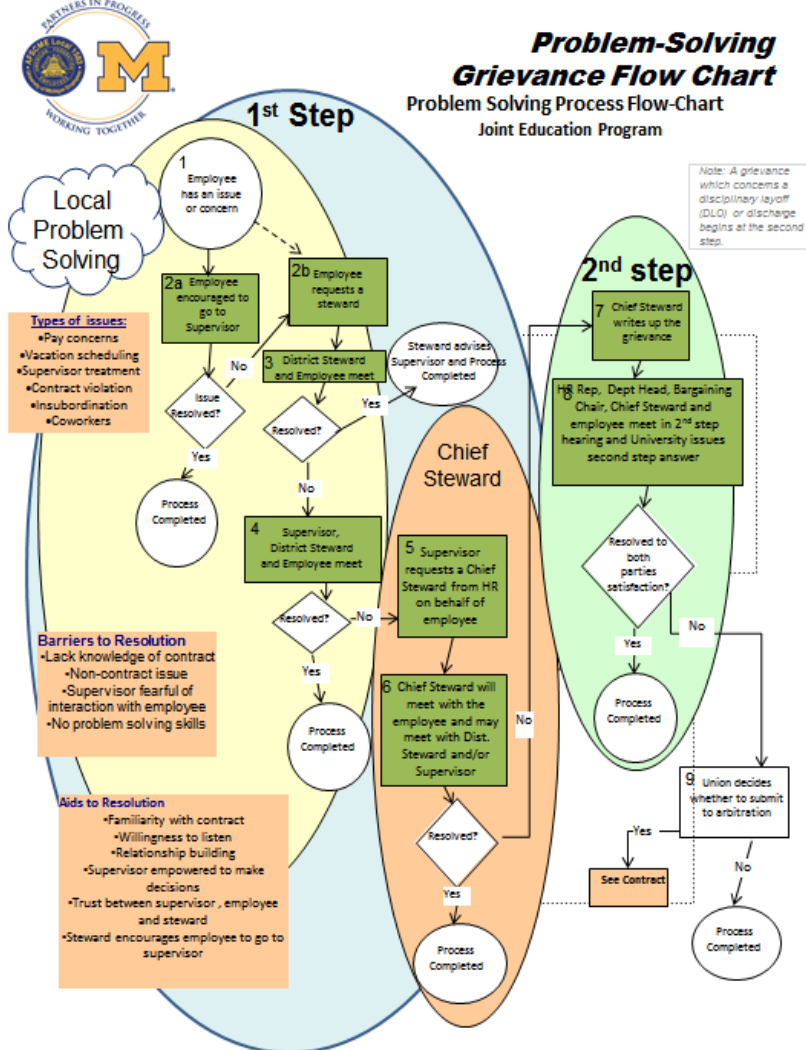 PARTNERS IN PROGRESS
AFSCME Local 1583
M
WORKING TOGETHER
Problem-Solving
Grievance Flow Chart
Problem Solving Process Flow-Chart
Joint Education Program
Note: A grievance
which concerns a
disciplinary layoff
(DLO) or discharge
begins at the second
step.
1st Step
1
Employee
has an issue
or concern
Local
Problem
Solving
2a
Employee
encouraged to
go to
Supervisor
2b
Employee
requests a
steward
Types of issues:
•Pay concerns
•Vacation scheduling
•Supervisor treatment
•Contract violation
•Insubordination
•Coworkers
No
3
District Steward
and Employee meet
Steward advises
Supervisor and Process
Completed
Issue
Resolved?
Yes
Resolved?
Yes
Process
Completed
No
4
Supervisor,
District Steward
and Employee meet
Resolved?
No
Yes
Process
Completed
Chief
Steward
5
Supervisor
requests a Chief
Steward from HR
on behalf of
employee
6
Chief Steward will
meet with the
employee and may
meet with Dist.
Steward and/or
Supervisor
Resolved?
No
Yes
Process
Completed
2nd step
7
Chief Steward
writes up the
grievance
8
HR Rep, Dept Head, Bargaining
Chair, Chief Steward and
employee meet in 2nd step
hearing and University issues
second step answer
Resolved to
both
parties
satisfaction?
No
Yes
Process
Completed
9
Union decides
whether to submit
to arbitration
Yes
See Contract
No
Process
Completed
Barriers to Resolution
•Lack knowledge of contract
•Non-contract issue
•Supervisor fearful of
interaction with employee
•No problem solving skills
Aids to Resolution
•Familiarity with contract
•Willingness to listen
•Relationship building
•Supervisor empowered to make
decisions
•Trust between supervisor , employee
and steward
•Steward encourages employee to go to
supervisor